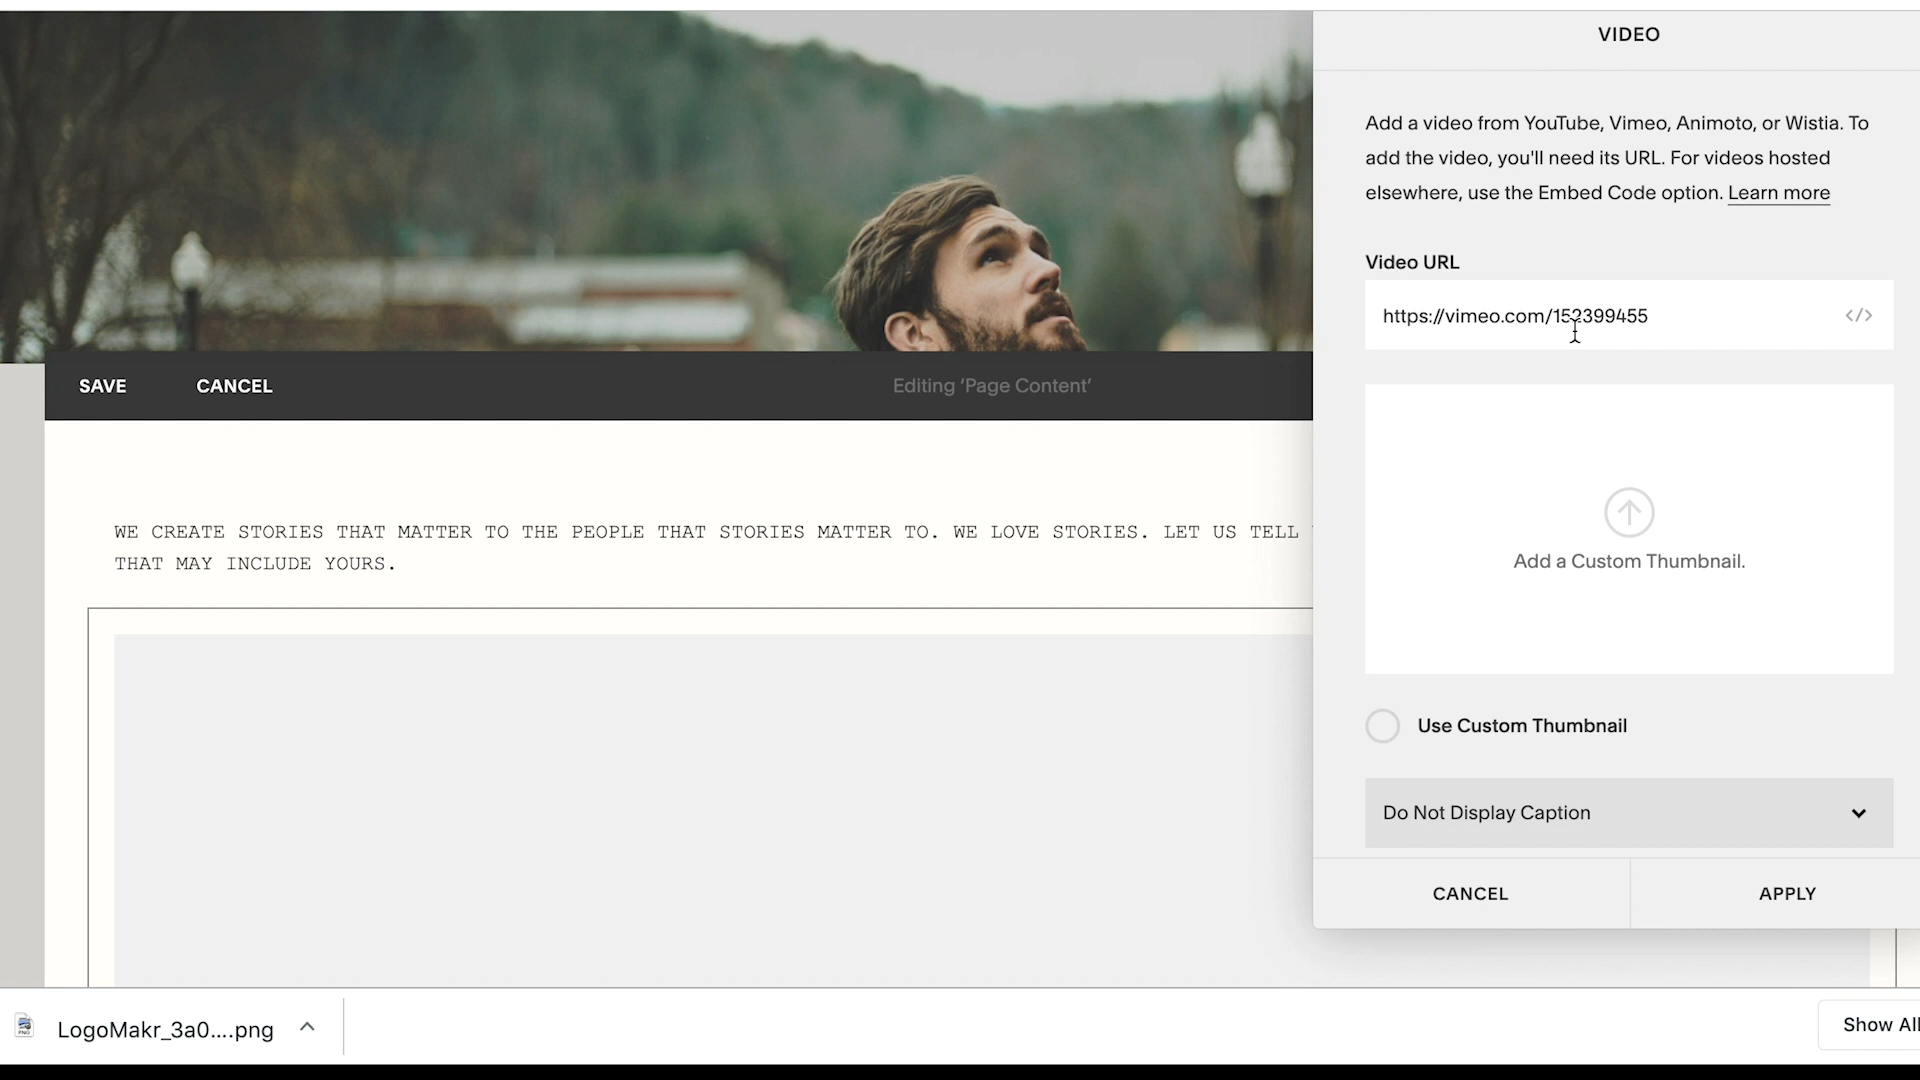 VIDEO
Add a video from YouTube, Vimeo, Animoto, or Wistia. To
add the video, you'll need its URL. For videos hosted
elsewhere, use the Embed Code option. Learn more
Video URL
https://vimeo.com/152399455
</>
SAVE CANCEL Editing ‘Page Content’
WE CREATE STORIES THAT MATTER TO THE PEOPLE THAT STORIES MATTER TO. WE LOVE STORIES. LET US TELL
THAT MAY INCLUDE YOURS.
Add a Custom Thumbnail.
Use Custom Thumbnail
Do Not Display Caption
CANCEL APPLY
LogoMakr_3a0....png
Show All